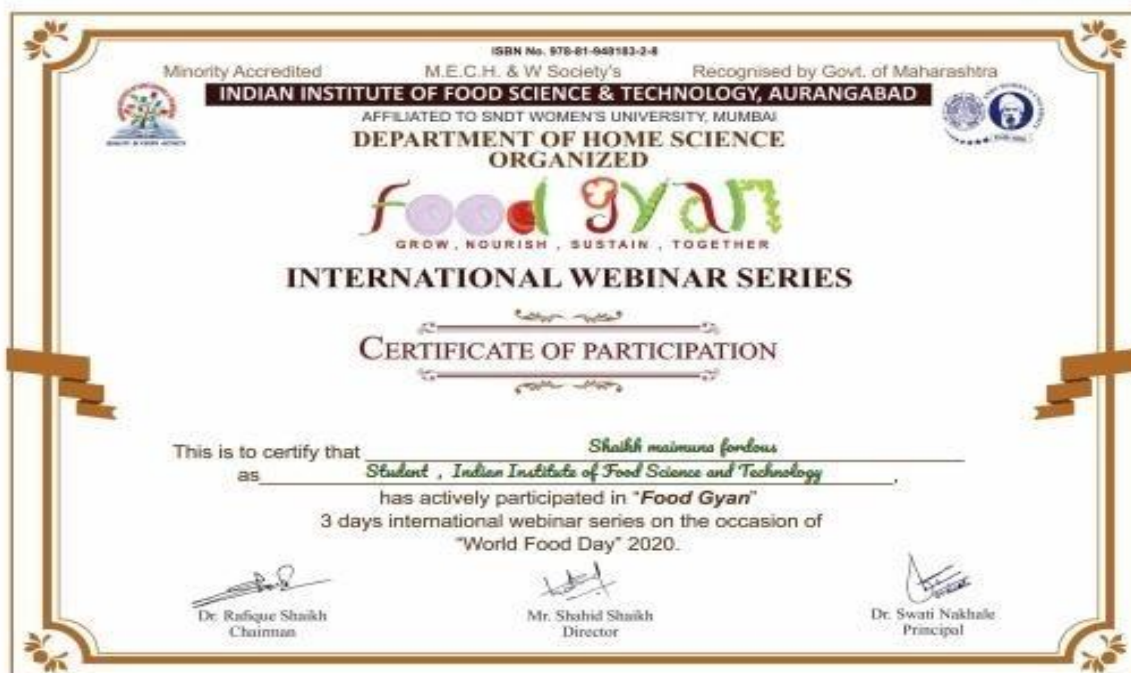 ISBN No. 978-81-948183-2-8
Minority Accredited M.E.C.H. & W Society's Recognised by Govt. of Maharashtra
INDIAN INSTITUTE OF FOOD SCIENCE & TECHNOLOGY, AURANGABAD
AFFILIATED TO SNDT WOMEN'S UNIVERSITY, MUMBAI
DEPARTMENT OF HOME SCIENCE
ORGANIZED
food gyan
GROW , NOURISH , SUSTAIN , TOGETHER
INTERNATIONAL WEBINAR SERIES
CERTIFICATE OF PARTICIPATION
This is to certify that Shaikh maimuna fordous
as Student , Indian Institute of Food Science and Technology ,
has actively participated in "Food Gyan"
3 days international webinar series on the occasion of
"World Food Day" 2020.
Dr. Rafique Shaikh
Chairman
Mr. Shahid Shaikh
Director
Dr. Swati Nakhale
Principal